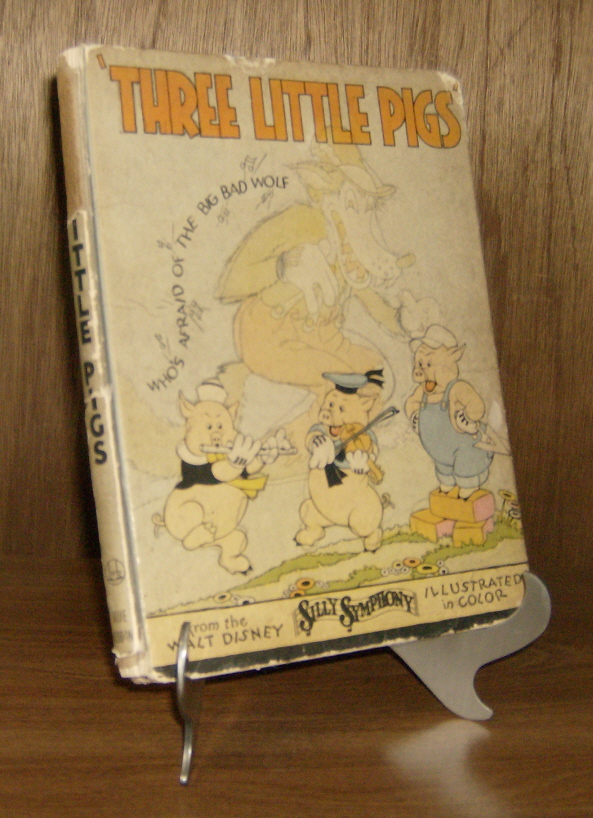 "THREE LITTLE PIGS"
WHO'S AFRAID OF THE BIG BAD WOLF
ITTLE PIGS
from the
WALT DISNEY
SILLY SYMPHONY
ILLUSTRATED
in COLOR